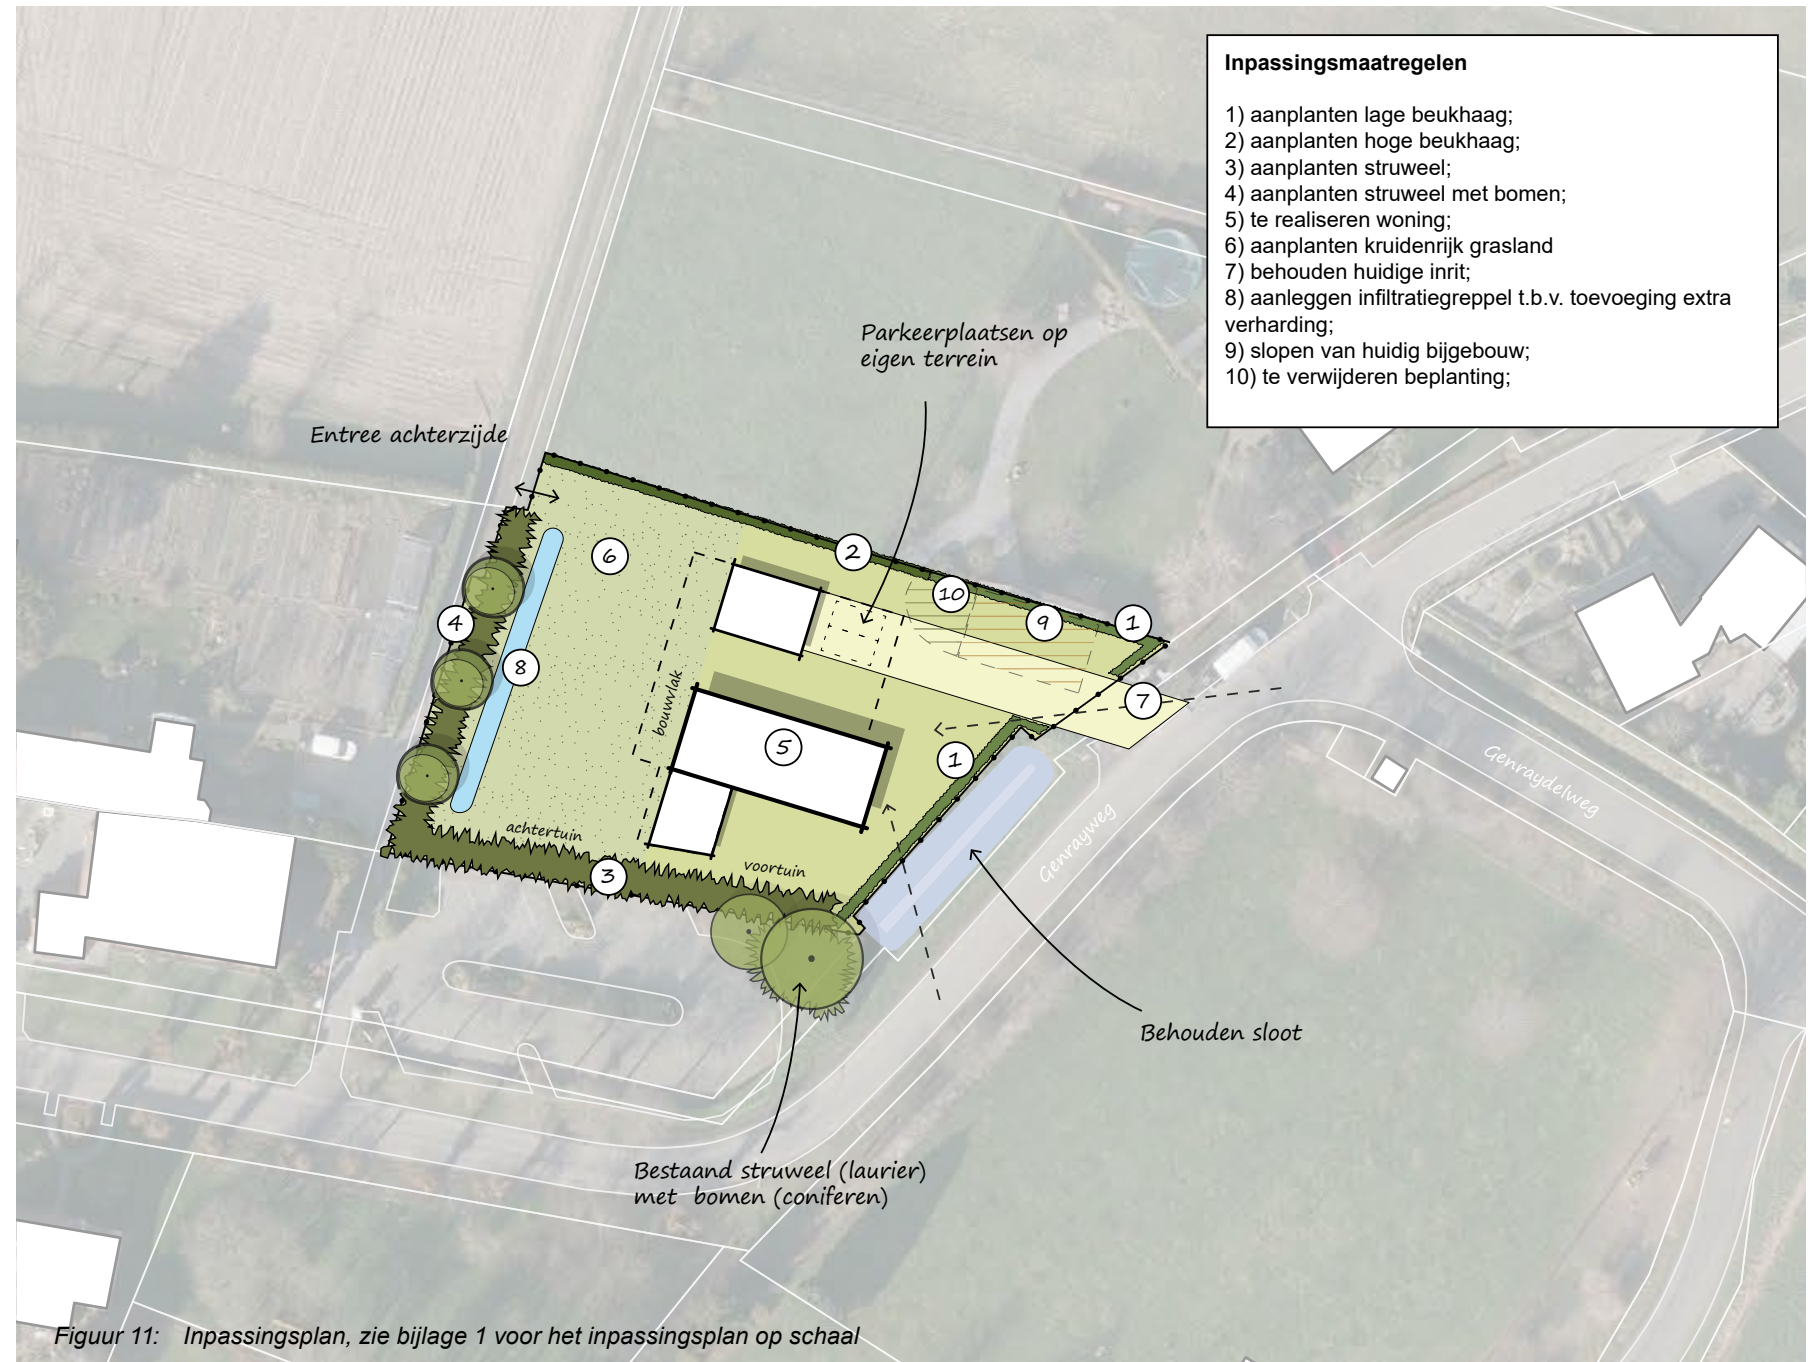 Inpassingsmaatregelen
1) aanplanten lage beukhaag;
2) aanplanten hoge beukhaag;
3) aanplanten struweel;
4) aanplanten struweel met bomen;
5) te realiseren woning;
6) aanplanten kruidenrijk grasland
7) behouden huidige inrit;
8) aanleggen infiltratiegreppel t.b.v. toevoeging extra
verharding;
9) slopen van huidig bijgebouw;
10) te verwijderen beplanting;
Parkeerplaatsen op
eigen terrein
Entree achterzijde
2
6
10
9
1
4
8
7
bouwvlak
5
1
Genraydelweg
Genrayweg
achtertuin
voortuin
3
Behouden sloot
Bestaand struweel (laurier)
met bomen (coniferen)
Figuur 11: Inpassingsplan, zie bijlage 1 voor het inpassingsplan op schaal